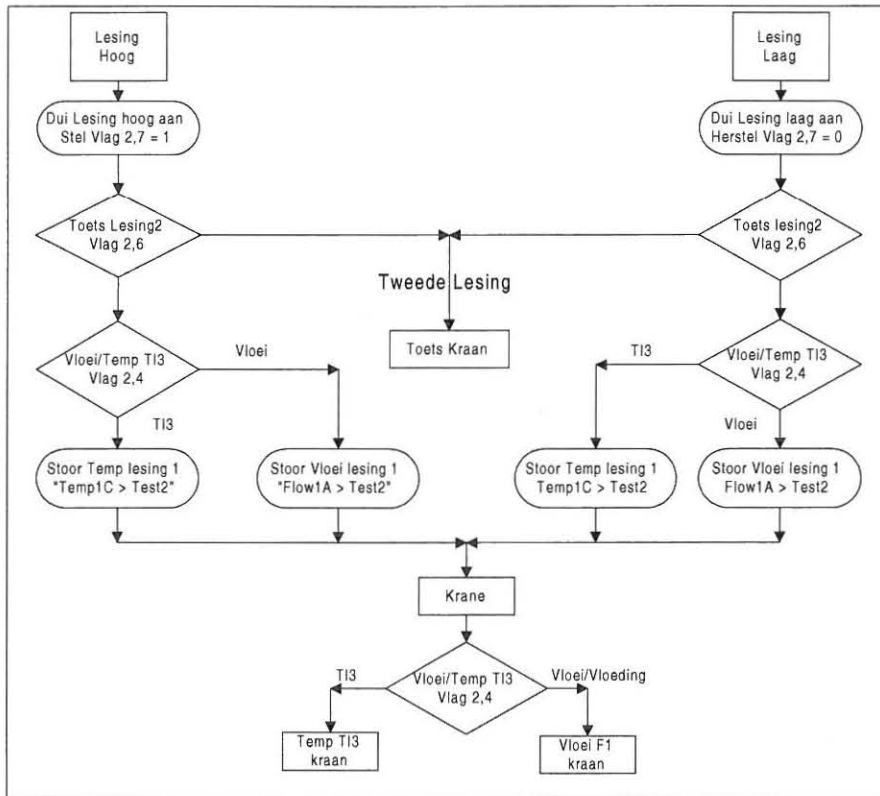 Lesing
Hoog
Lesing
Laag
Dui Lesing hoog aan
Stel Vlag 2,7 = 1
Dui Lesing laag aan
Herstel Vlag 2,7 = 0
Toets Lesing2
Vlag 2,6
Toets lesing2
Vlag 2,6
Tweede Lesing
Toets Kraan
Vloei/Temp TI3
Vlag 2,4
Vloei
TI3
TI3
Vloei/Temp TI3
Vlag 2,4
Vloei
Stoor Temp lesing 1
"Temp1C > Test2"
Stoor Vloei lesing 1
"Flow1A > Test2"
Stoor Temp lesing 1
Temp1C > Test2
Stoor Vloei lesing 1
Flow1A > Test2
Krane
Vloei/Temp TI3
Vlag 2,4
TI3
Vloei/Vloeding
Temp TI3
kraan
Vloei F1
kraan